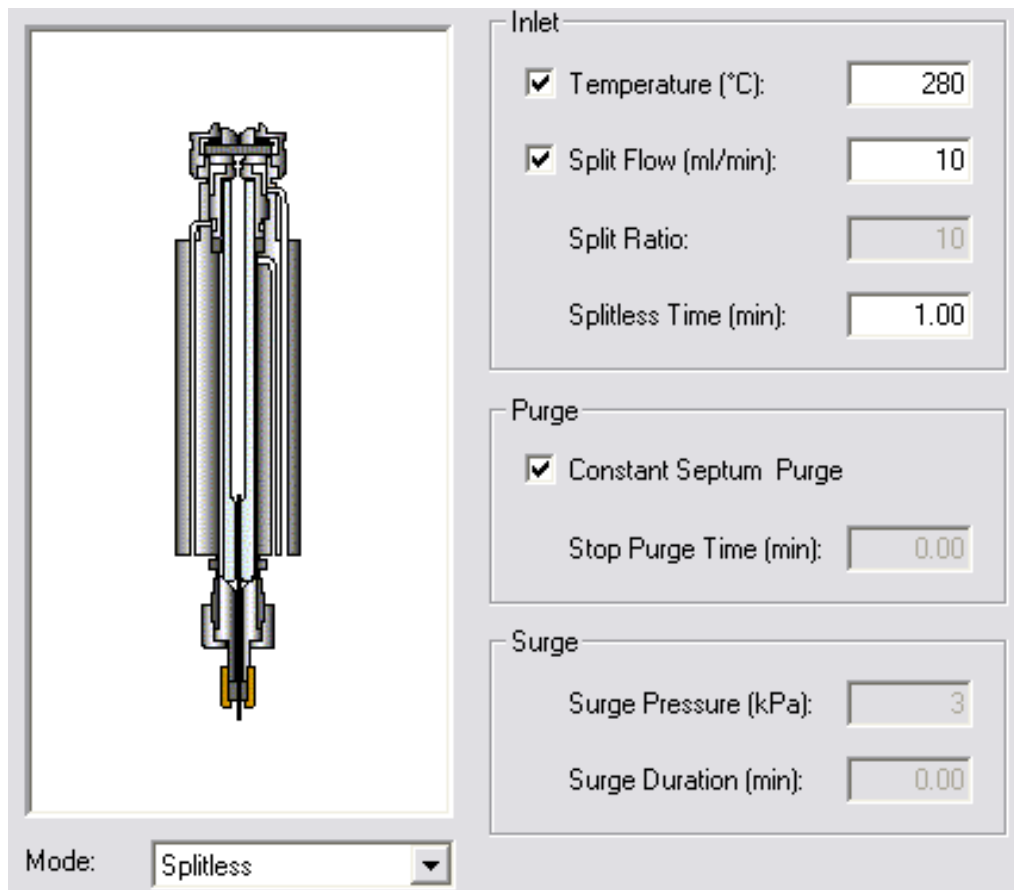 Inlet
Temperature (°C): 280
Split Flow (ml/min): 10
Split Ratio: 10
Splitless Time (min): 1.00
Purge
Constant Septum Purge
Stop Purge Time (min): 0.00
Surge
Surge Pressure (kPa): 3
Surge Duration (min): 0.00
Mode: Splitless